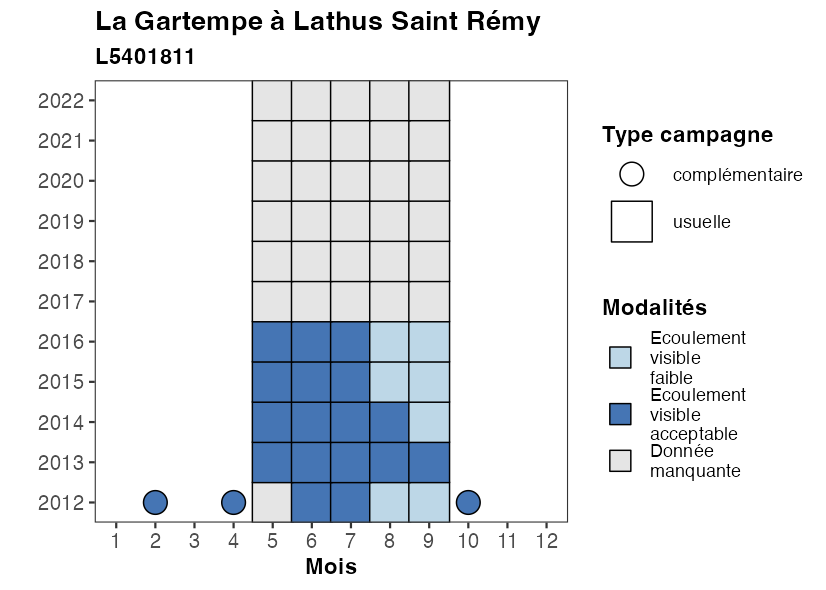 La Gartempe à Lathus Saint Rémy
L5401811
2022
2021
2020
2019
2018
2017
2016
2015
2014
2013
2012
1 2 3 4 5 6 7 8 9 10 11 12
Mois
Type campagne
complémentaire
usuelle
Modalités
Ecoulement
visible
faible
Ecoulement
visible
acceptable
Donnée
manquante